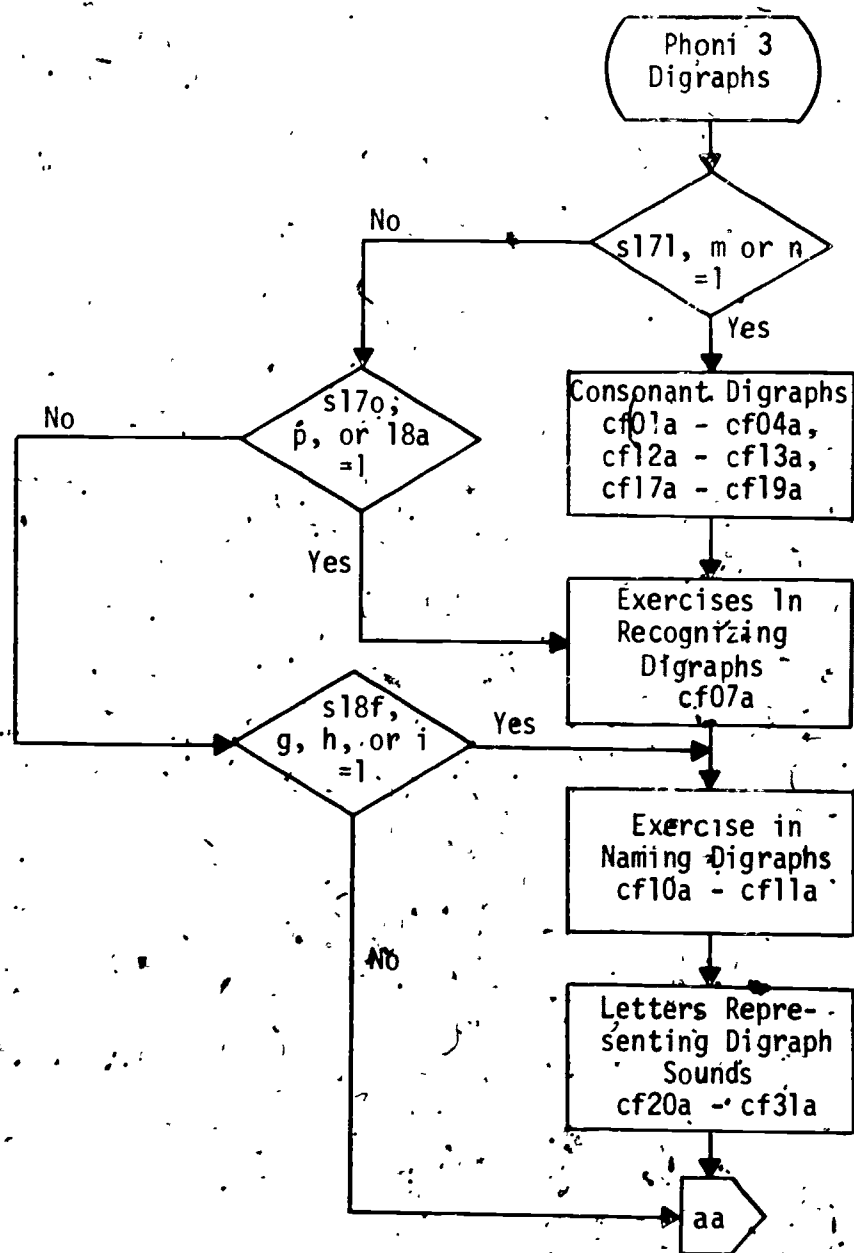 Phoni 3
Digraphs
No
s17l, m or n
=1
Yes
Consonant Digraphs
cf01a - cf04a,
cf12a - cf13a,
cf17a - cf19a
No
s17o,
p, or 18a
=1
Yes
Exercises In
Recognizing
Digraphs
cf07a
s18f,
g, h, or i
=1
Yes
Exercise in
Naming Digraphs
cf10a - cf11a
No
Letters Repre-
senting Digraph
Sounds
cf20a - cf31a
aa